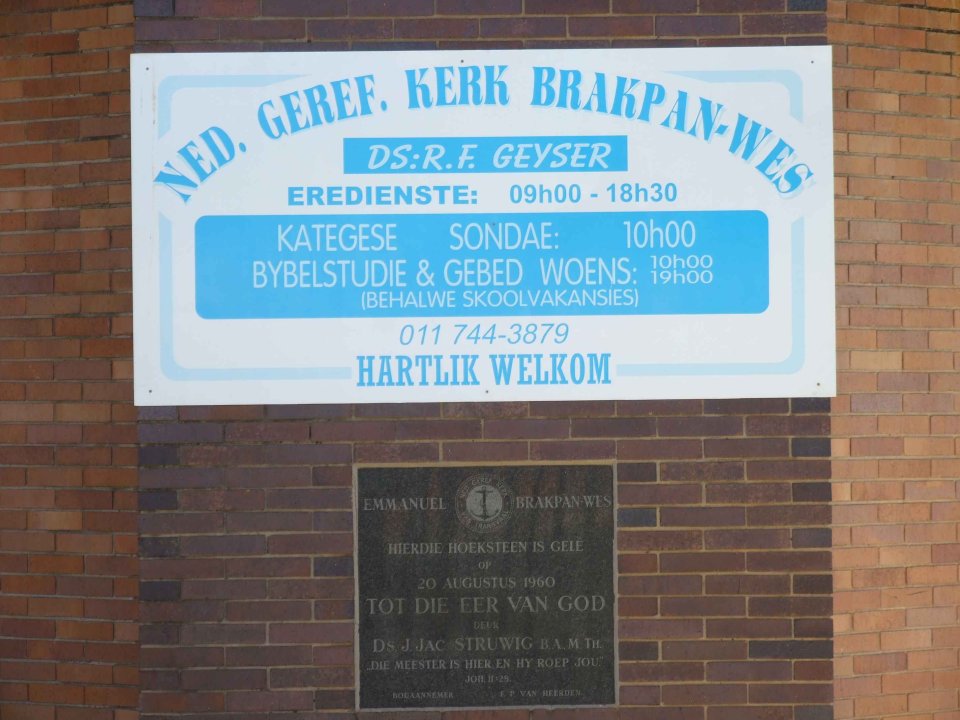 NED. GEREF. KERK BRAKPAN-WES
DS:R.F. GEYSER
EREDIENSTE: 09h00 - 18h30
KATEGESE SONDAE: 10h00
BYBELSTUDIE & GEBED WOENS: 10h00 19h00
(BEHALWE SKOOLVAKANSIES)
011 744-3879
HARTLIK WELKOM
EMMANUEL BRAKPAN-WES
HIERDIE HOEKSTEEN IS GELE
OP
20 AUGUSTUS 1960
TOT DIE EER VAN GOD
DEUR
DS. J. JAC STRUWIG B.A., M.TH.
„DIE MEESTER IS HIER EN HY ROEP JOU."
JOH. 11-28.
BOUAANNEMER E. P. VAN HEERDEN.